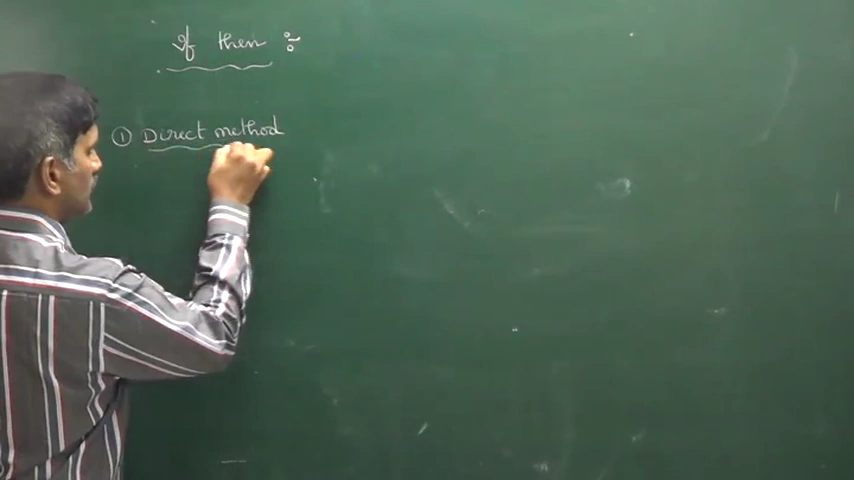 If then ÷
① Direct method